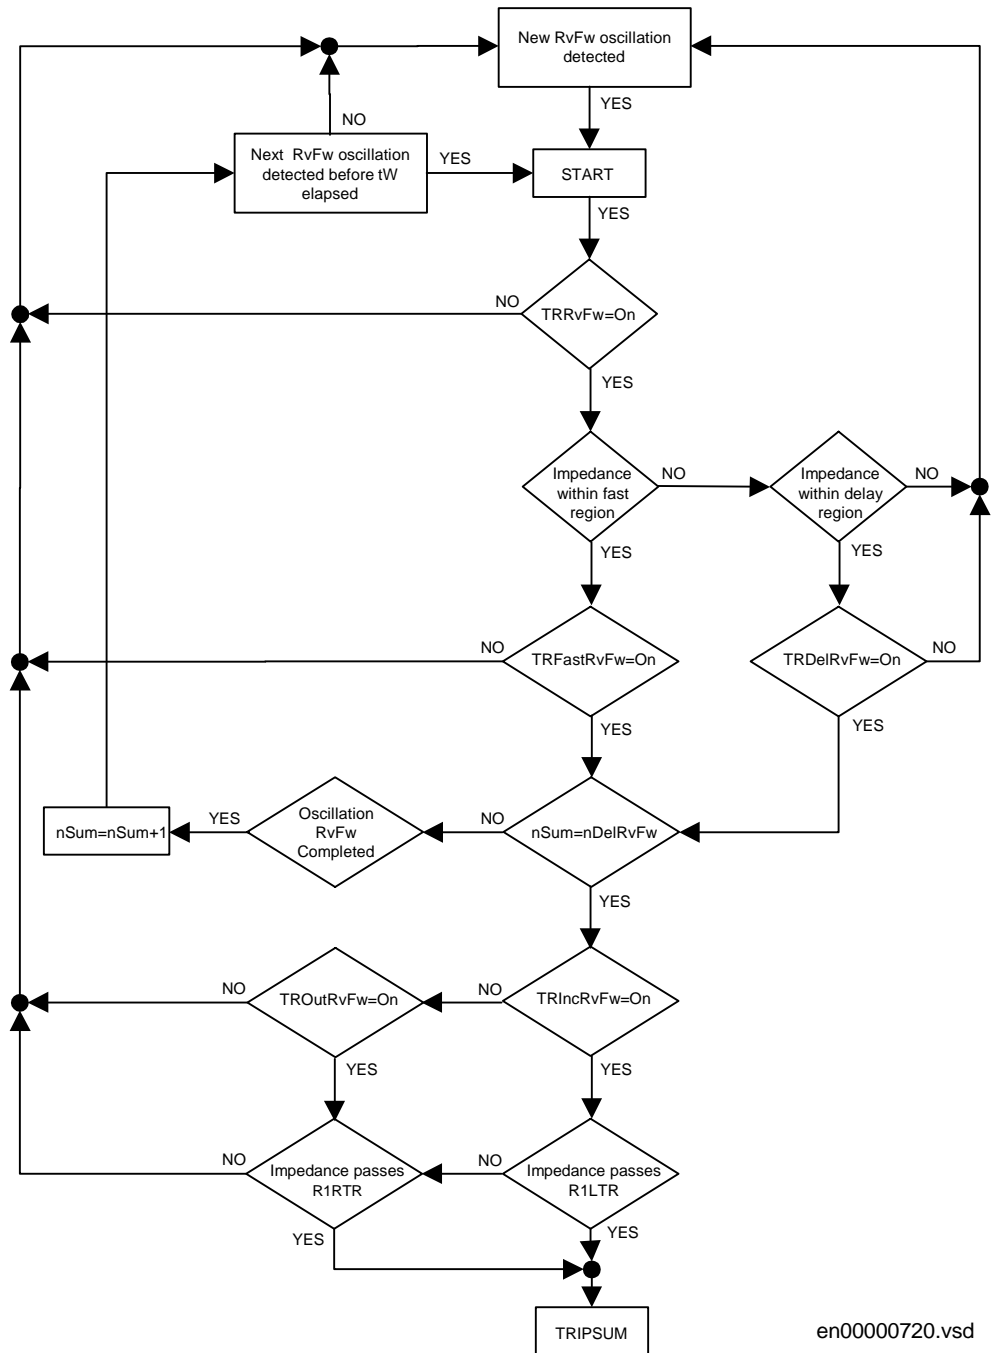 New RvFw oscillation
detected
YES
NO
Next RvFw oscillation
detected before tW
elapsed
YES
START
YES
NO
TRRvFw=On
YES
Impedance
within fast
region
NO
Impedance
within delay
region
NO
YES
YES
NO
TRFastRvFw=On
TRDelRvFw=On
NO
YES
YES
nSum=nSum+1
YES
Oscillation
RvFw
Completed
NO
nSum=nDelRvFw
YES
NO
TROutRvFw=On
NO
TRIncRvFw=On
YES
YES
NO
Impedance passes
R1RTR
NO
Impedance passes
R1LTR
YES
YES
TRIPSUM
en00000720.vsd